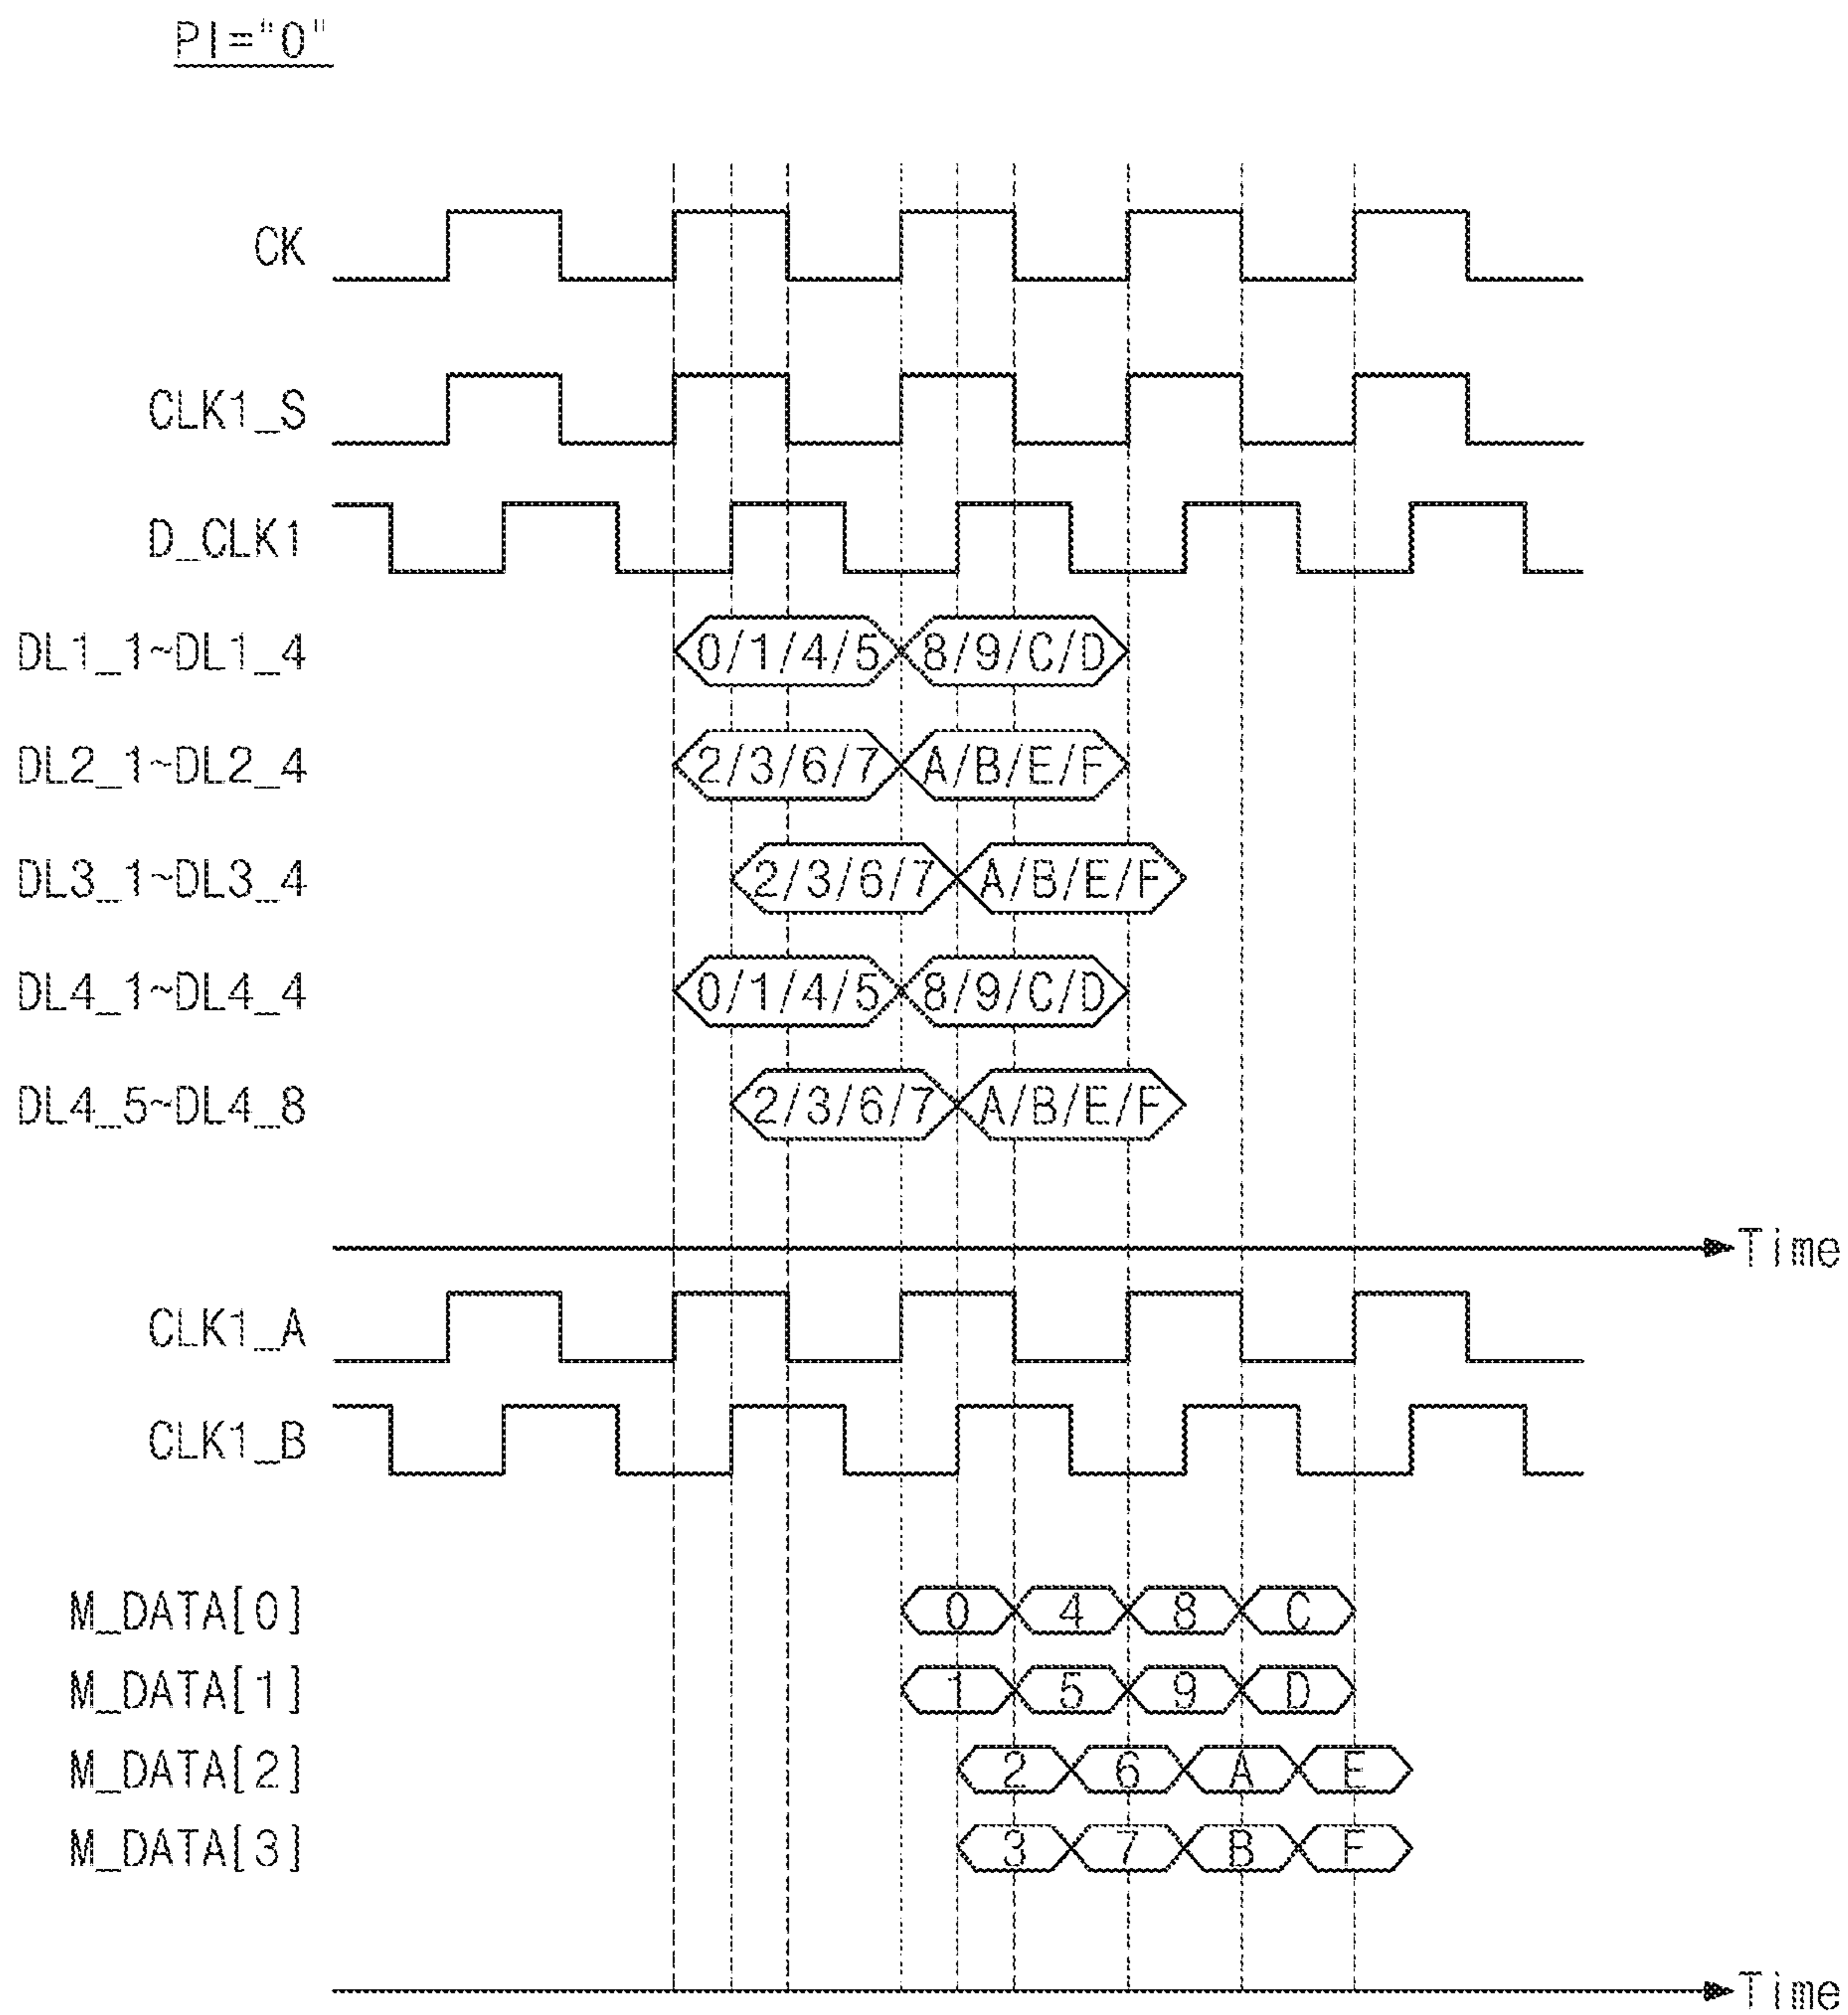 PI="0"
CK
CLK1_S
D_CLK1
DL1_1~DL1_4 0/1/4/5 8/9/C/D
DL2_1~DL2_4 2/3/6/7 A/B/E/F
DL3_1~DL3_4 2/3/6/7 A/B/E/F
DL4_1~DL4_4 0/1/4/5 8/9/C/D
DL4_5~DL4_8 2/3/6/7 A/B/E/F
Time
CLK1_A
CLK1_B
M_DATA[0] 0 4 8 C
M_DATA[1] 1 5 9 D
M_DATA[2] 2 6 A E
M_DATA[3] 3 7 B F
Time